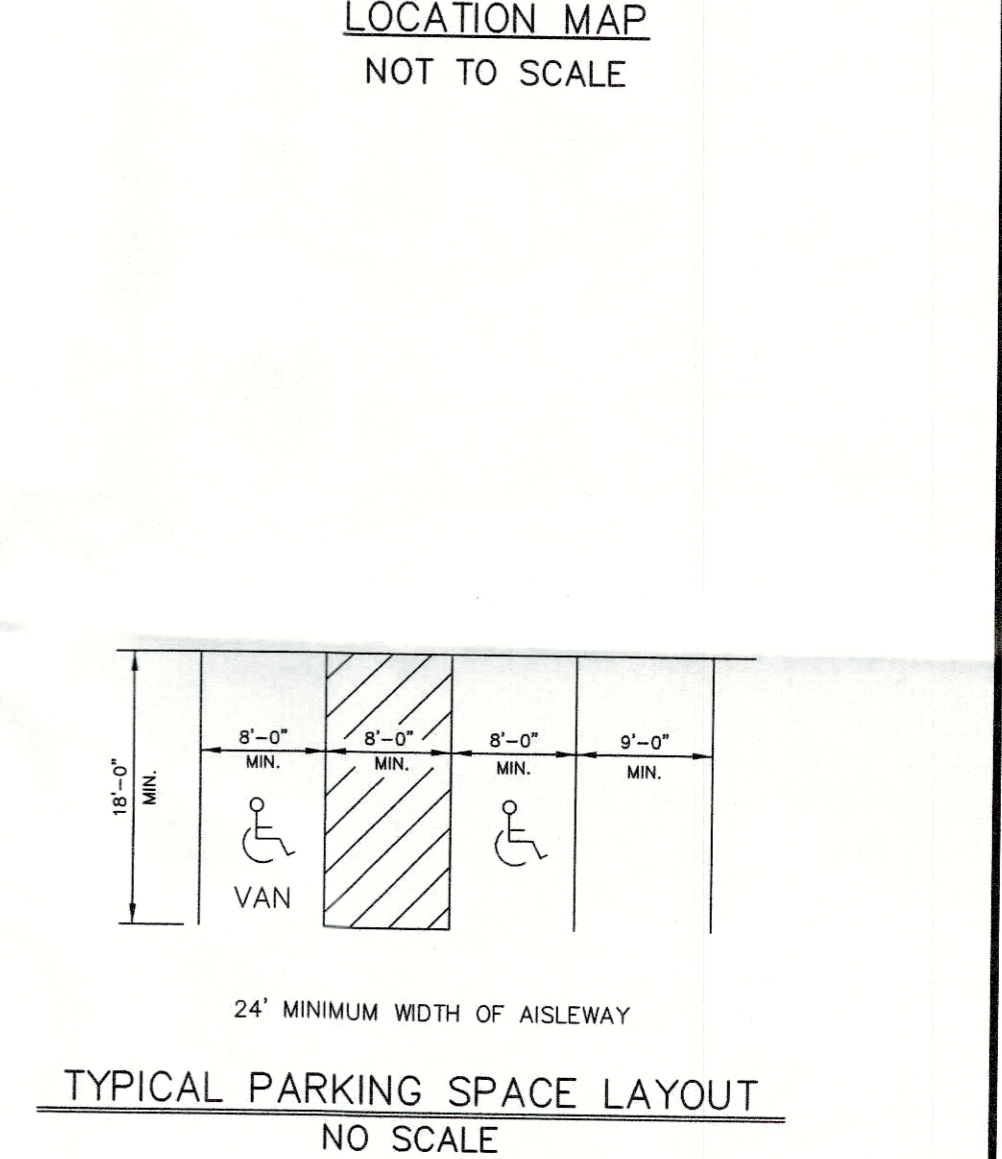 LOCATION MAP
NOT TO SCALE
8'-0" 8'-0" 8'-0" 9'-0"
MIN. MIN. MIN. MIN.
18'-0"
MIN.
VAN
24' MINIMUM WIDTH OF AISLEWAY
TYPICAL PARKING SPACE LAYOUT
NO SCALE